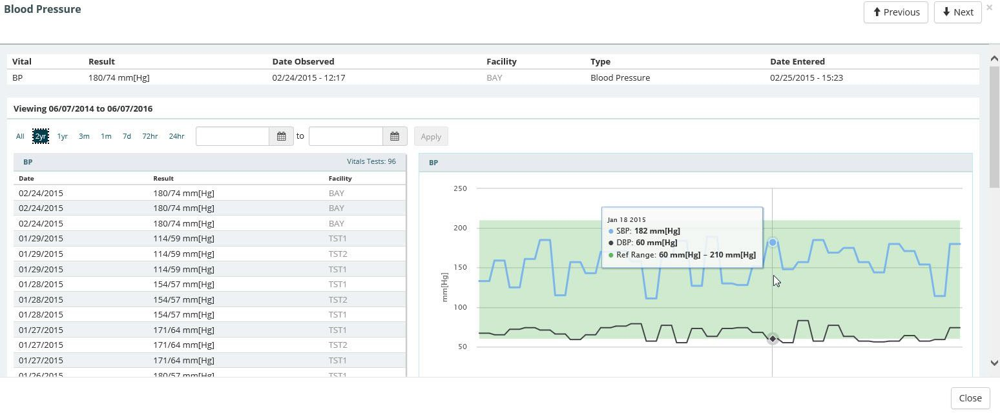 Blood Pressure
Previous
Next
×
Vital Result Date Observed Facility Type Date Entered
BP 180/74 mm[Hg] 02/24/2015 - 12:17 BAY Blood Pressure 02/25/2015 - 15:23
Viewing 06/07/2014 to 06/07/2016
All 2yr 1yr 3m 1m 7d 72hr 24hr to Apply
BP Vitals Tests: 96
Date Result Facility
02/24/2015 180/74 mm[Hg] BAY
02/24/2015 180/74 mm[Hg] BAY
02/24/2015 180/74 mm[Hg] BAY
01/29/2015 114/59 mm[Hg] TST1
01/29/2015 114/59 mm[Hg] TST2
01/29/2015 114/59 mm[Hg] TST1
01/28/2015 154/57 mm[Hg] TST1
01/28/2015 154/57 mm[Hg] TST2
01/28/2015 154/57 mm[Hg] TST1
01/27/2015 171/64 mm[Hg] TST1
01/27/2015 171/64 mm[Hg] TST2
01/27/2015 171/64 mm[Hg] TST1
01/26/2015 180/57 mm[Hg] TST1
BP
250
200
150
100
50
mm[Hg]
Jan 18 2015
SBP: 182 mm[Hg]
DBP: 60 mm[Hg]
Ref Range: 60 mm[Hg] – 210 mm[Hg]
Close